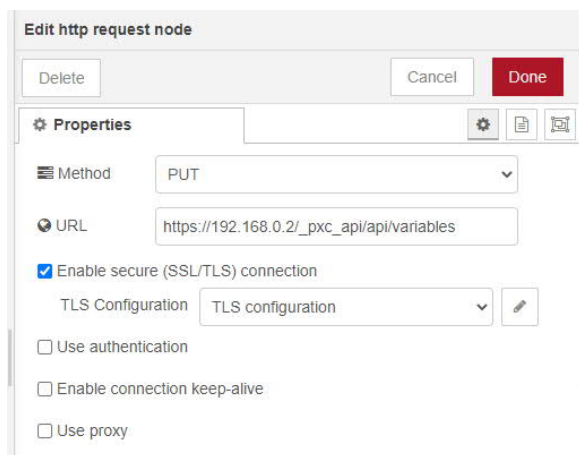 Edit http request node
Delete Cancel Done
Properties
Method PUT
URL https://192.168.0.2/_pxc_api/api/variables
Enable secure (SSL/TLS) connection
TLS Configuration TLS configuration
Use authentication
Enable connection keep-alive
Use proxy